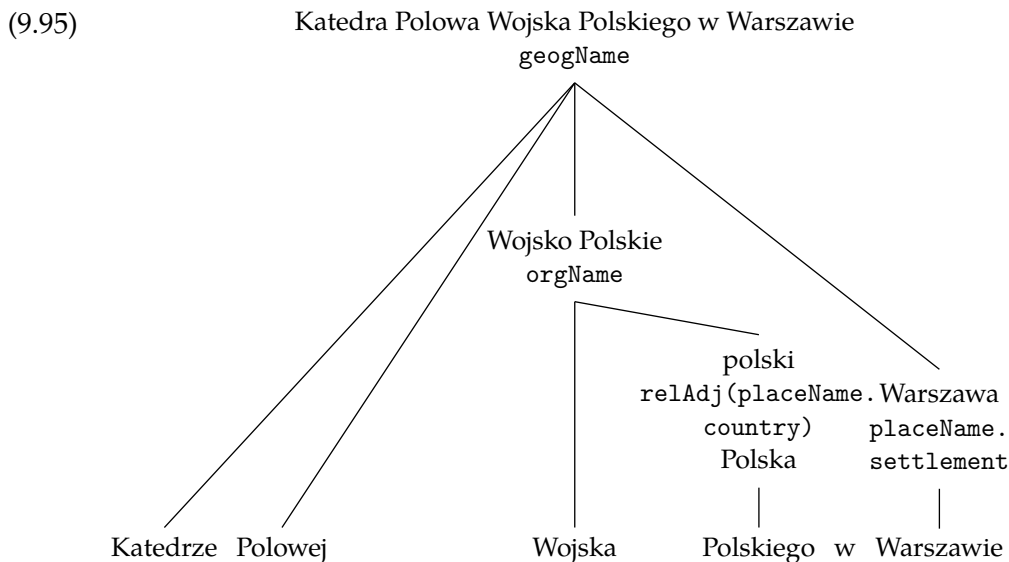 (9.95) Katedra Polowa Wojska Polskiego w Warszawie
geogName
Wojsko Polskie
orgName
polski
relAdj(placeName. Warszawa
country) placeName.
Polska settlement
Katedrze Polowej Wojska Polskiego w Warszawie